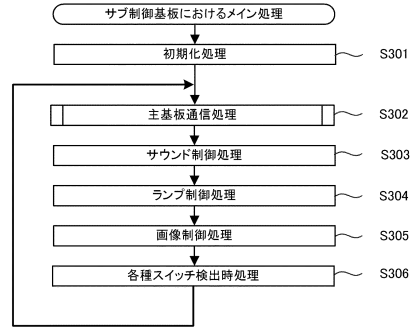 サブ制御基板におけるメイン処理
初期化処理 S301
主基板通信処理 S302
サウンド制御処理 S303
ランプ制御処理 S304
画像制御処理 S305
各種スイッチ検出時処理 S306